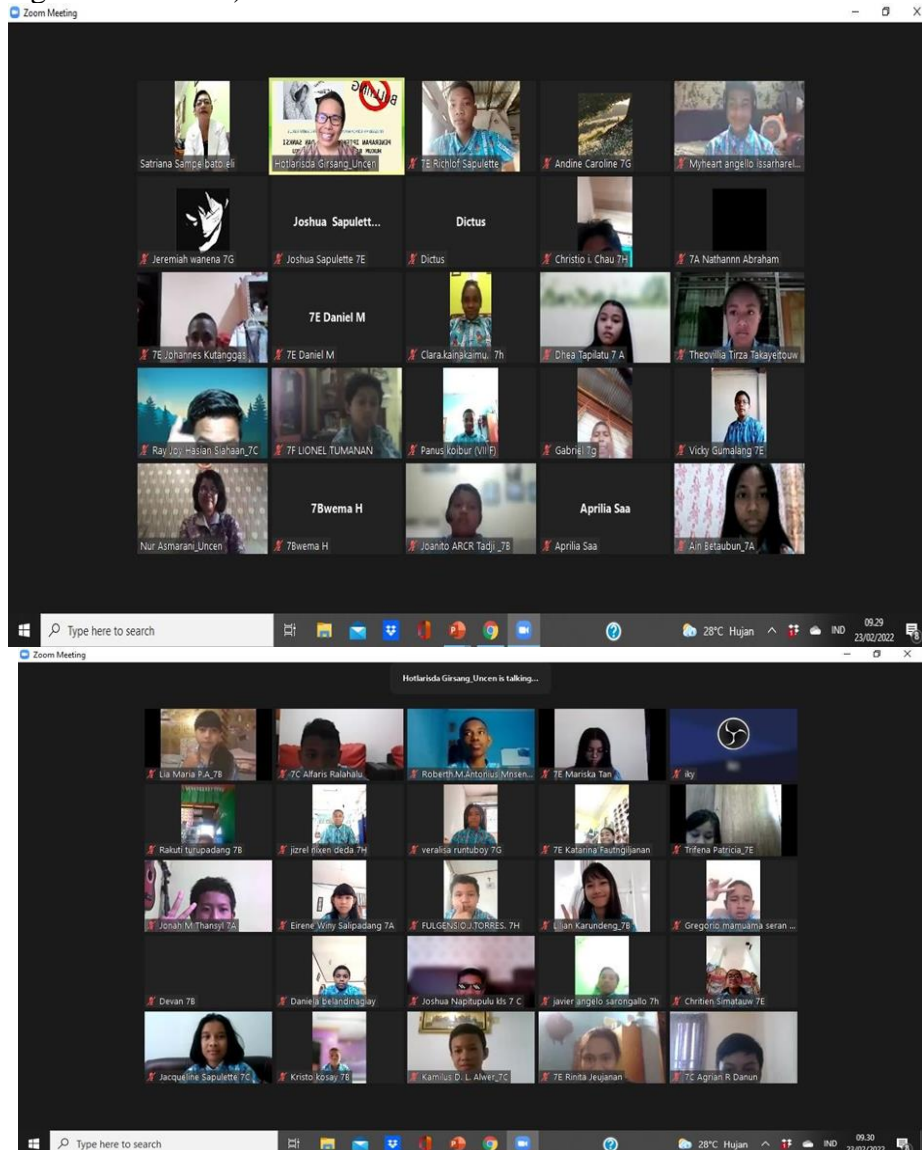 Zoom Meeting
BULLYING
Satriana Sampe bato eli
Hotlarisda Girsang_Uncen
7E Richlof Sapulette
Andine Caroline 7G
Myheart angello issarharel...
Joshua Sapulett...
Dictus
Jeremiah wanena 7G
Joshua Sapulette 7E
Dictus
Christio i. Chau 7H
7A Nathannn Abraham
7E Daniel M
7E Johannes Kutanggas
7E Daniel M
Clara.kainakaimu. 7h
Dhea Tapilatu 7 A
Theovillia Tirza Takayeitouw
Ray Joy Hasian Siahaan_7C
7F LIONEL TUMANAN
Panus koibur (VII F)
Gabriel 7g
Vicky Gumalang 7E
7Bwema H
Aprilia Saa
Nur Asmarani_Uncen
7Bwema H
Joanito ARCR Tadji _7B
Aprilia Saa
Ain Betaubun_7A
Type here to search
28°C Hujan
IND
09.29
23/02/2022
8
Zoom Meeting
Hotlarisda Girsang_Uncen is talking...
Lia Maria P.A_7B
7C Alfaris Ralahalu
Roberth.M.Antonius Mnsen...
7E Mariska Tan
iky
Rakuti turupadang 7B
jizrel nixen deda 7H
veralisa runtuboy 7G
7E Katarina Fautngiljanan
Trifena Patricia_7E
Jonah M Thansyl 7A
Eirene Winy Salipadang 7A
FULGENSIO.J.TORRES. 7H
Lilian Karundeng_7B
Gregorio mamuama seran ...
Devan 7B
Daniela belandinagiay
Joshua Napitupulu kls 7 C
javier angelo sarongallo 7h
Chritien Simatauw 7E
Jacqueline Sapulette 7C
Kristo kosay 7B
Kamilus D. L. Alwer_7C
7E Rinita Jeujanan
7C Agrian R Danun
Type here to search
28°C Hujan
IND
09.30
23/02/2022